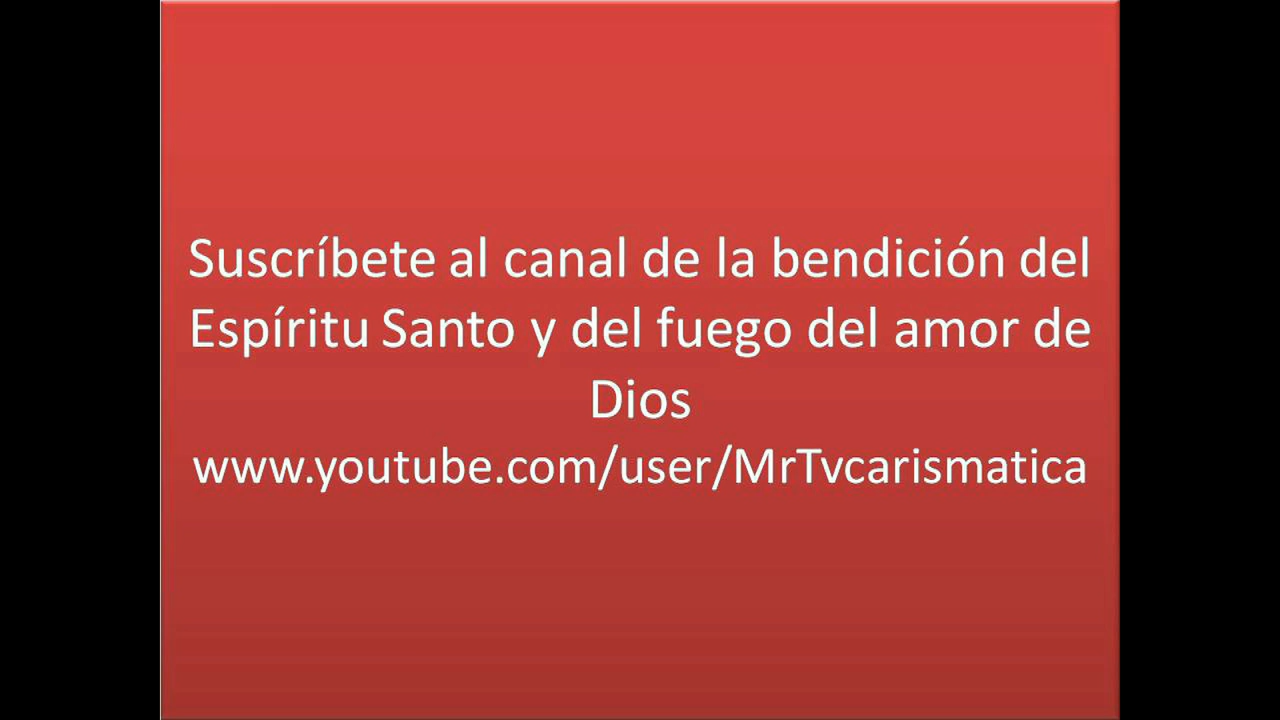 Suscríbete al canal de la bendición del
Espíritu Santo y del fuego del amor de
Dios
www.youtube.com/user/MrTvcarismatica